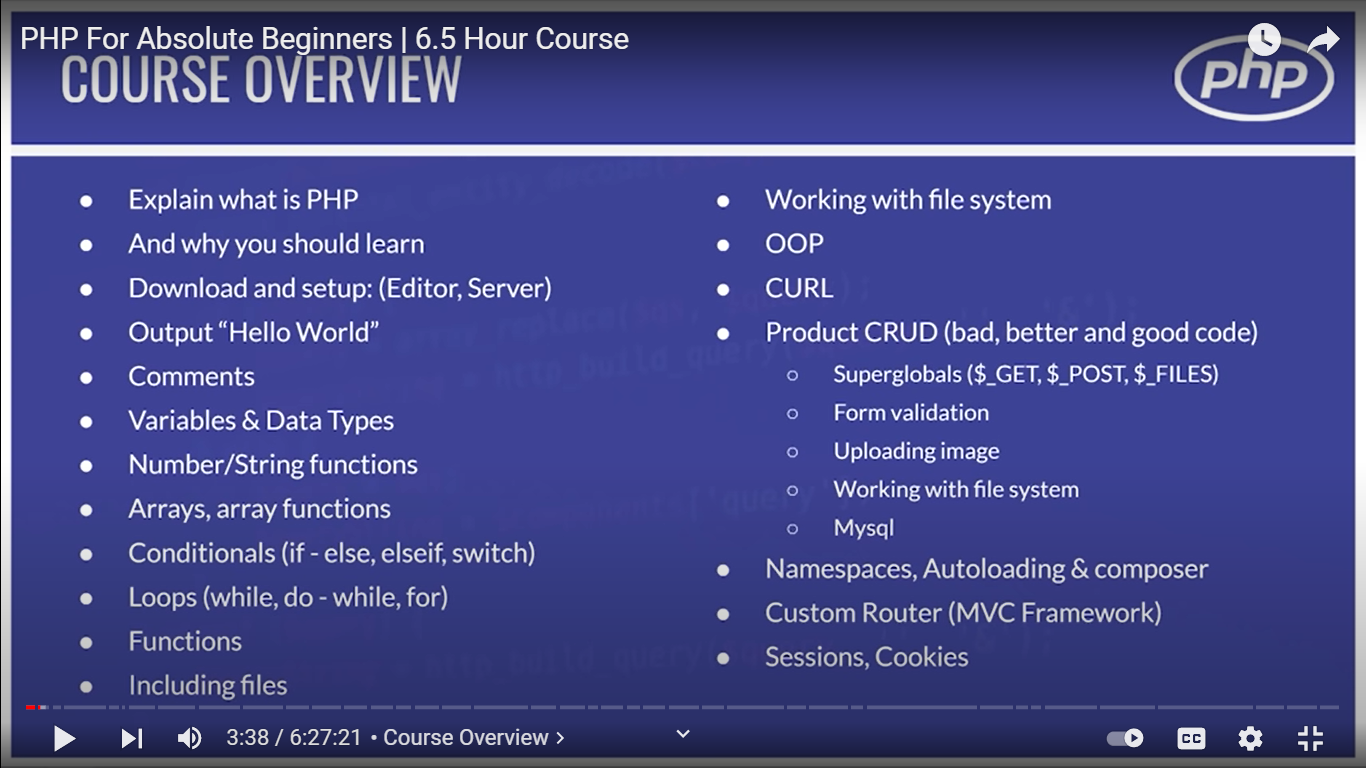 PHP For Absolute Beginners | 6.5 Hour Course
COURSE OVERVIEW
php
Explain what is PHP
And why you should learn
Download and setup: (Editor, Server)
Output “Hello World”
Comments
Variables & Data Types
Number/String functions
Arrays, array functions
Conditionals (if - else, elseif, switch)
Loops (while, do - while, for)
Functions
Including files
Working with file system
OOP
CURL
Product CRUD (bad, better and good code)
Superglobals ($_GET, $_POST, $_FILES)
Form validation
Uploading image
Working with file system
Mysql
Namespaces, Autoloading & composer
Custom Router (MVC Framework)
Sessions, Cookies
3:38 / 6:27:21 • Course Overview >
CC